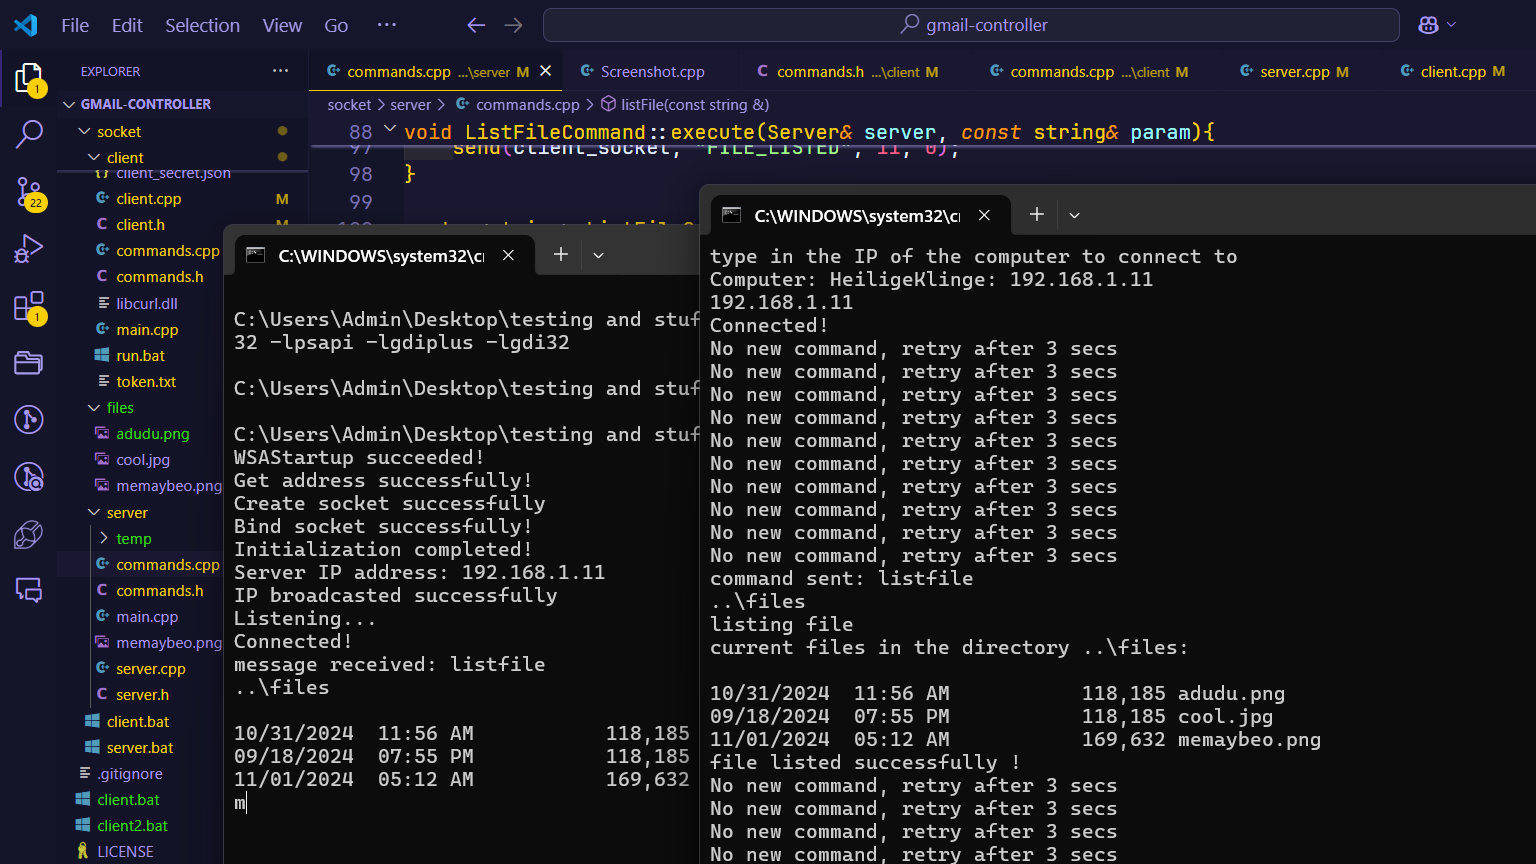 File Edit Selection View Go ··· gmail-controller
EXPLORER ···
commands.cpp ...\server M
Screenshot.cpp
commands.h ...\client M
commands.cpp ...\client M
server.cpp M
client.cpp M
GMAIL-CONTROLLER
socket > server > commands.cpp > listFile(const string &)
socket
client
client_secret.json
client.cpp M
client.h M
commands.cpp
commands.h
libcurl.dll
main.cpp
run.bat
token.txt
files
adudu.png
cool.jpg
memaybeo.png
server
temp
commands.cpp
commands.h
main.cpp
memaybeo.png
server.cpp
server.h
client.bat
server.bat
.gitignore
client.bat
client2.bat
LICENSE
1
22
1
88 void ListFileCommand::execute(Server& server, const string& param){
97 send(client_socket, "FILE_LISTED", 11, 0);
98 }
99
C:\WINDOWS\system32\c
C:\Users\Admin\Desktop\testing and stuf
32 -lpsapi -lgdiplus -lgdi32
C:\Users\Admin\Desktop\testing and stuf
C:\Users\Admin\Desktop\testing and stuf
WSAStartup succeeded!
Get address successfully!
Create socket successfully
Bind socket successfully!
Initialization completed!
Server IP address: 192.168.1.11
IP broadcasted successfully
Listening...
Connected!
message received: listfile
..\files
10/31/2024 11:56 AM 118,185
09/18/2024 07:55 PM 118,185
11/01/2024 05:12 AM 169,632
m
C:\WINDOWS\system32\c
type in the IP of the computer to connect to
Computer: HeiligeKlinge: 192.168.1.11
192.168.1.11
Connected!
No new command, retry after 3 secs
No new command, retry after 3 secs
No new command, retry after 3 secs
No new command, retry after 3 secs
No new command, retry after 3 secs
No new command, retry after 3 secs
No new command, retry after 3 secs
No new command, retry after 3 secs
No new command, retry after 3 secs
No new command, retry after 3 secs
command sent: listfile
..\files
listing file
current files in the directory ..\files:
10/31/2024 11:56 AM 118,185 adudu.png
09/18/2024 07:55 PM 118,185 cool.jpg
11/01/2024 05:12 AM 169,632 memaybeo.png
file listed successfully !
No new command, retry after 3 secs
No new command, retry after 3 secs
No new command, retry after 3 secs
No new command, retry after 3 secs